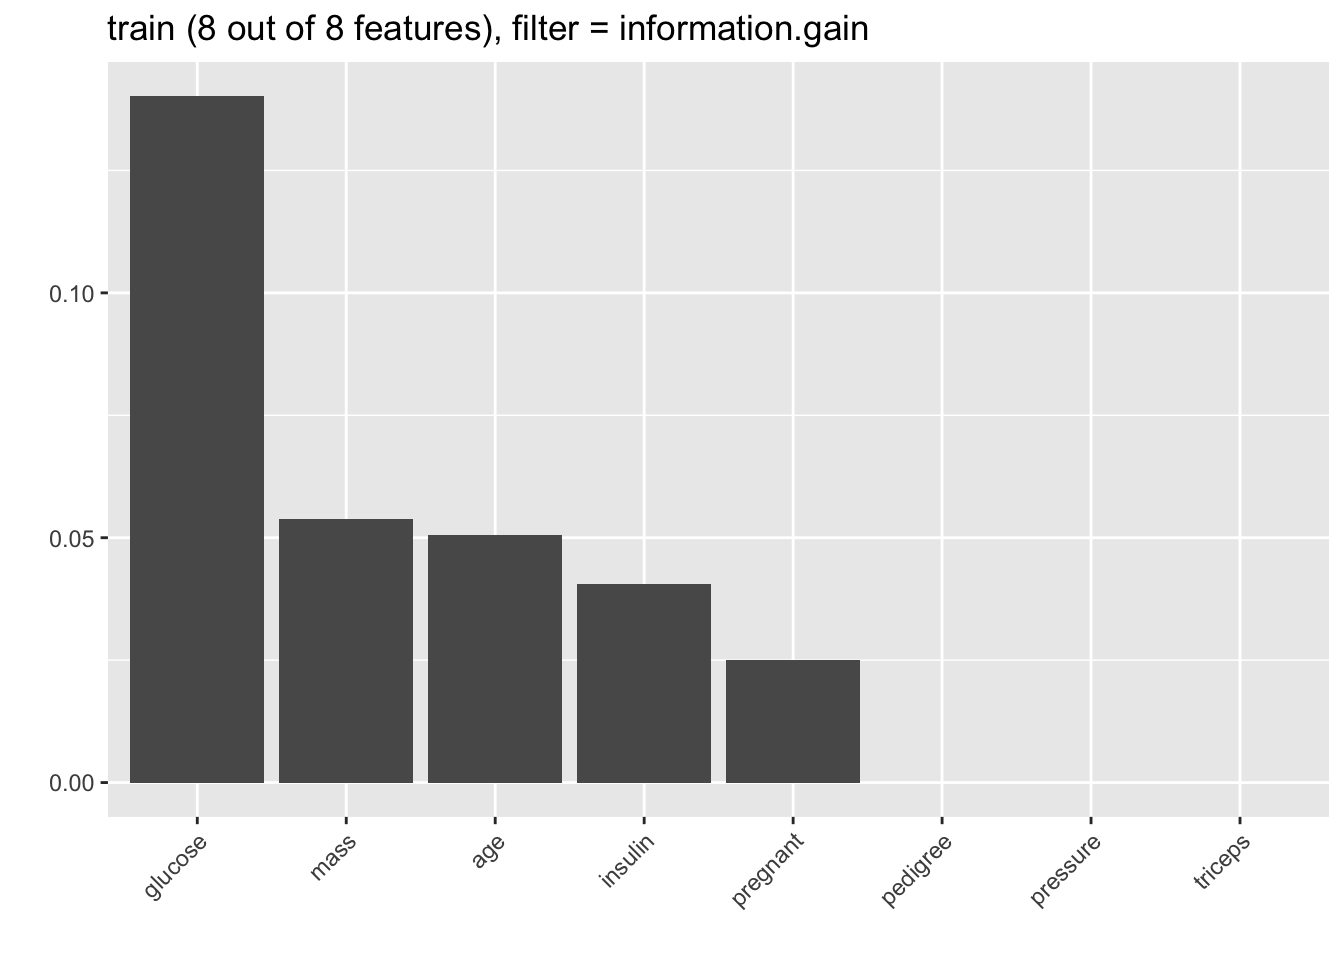 train (8 out of 8 features), filter = information.gain
0.10
0.05
0.00
glucose
mass
age
insulin
pregnant
pedigree
pressure
triceps